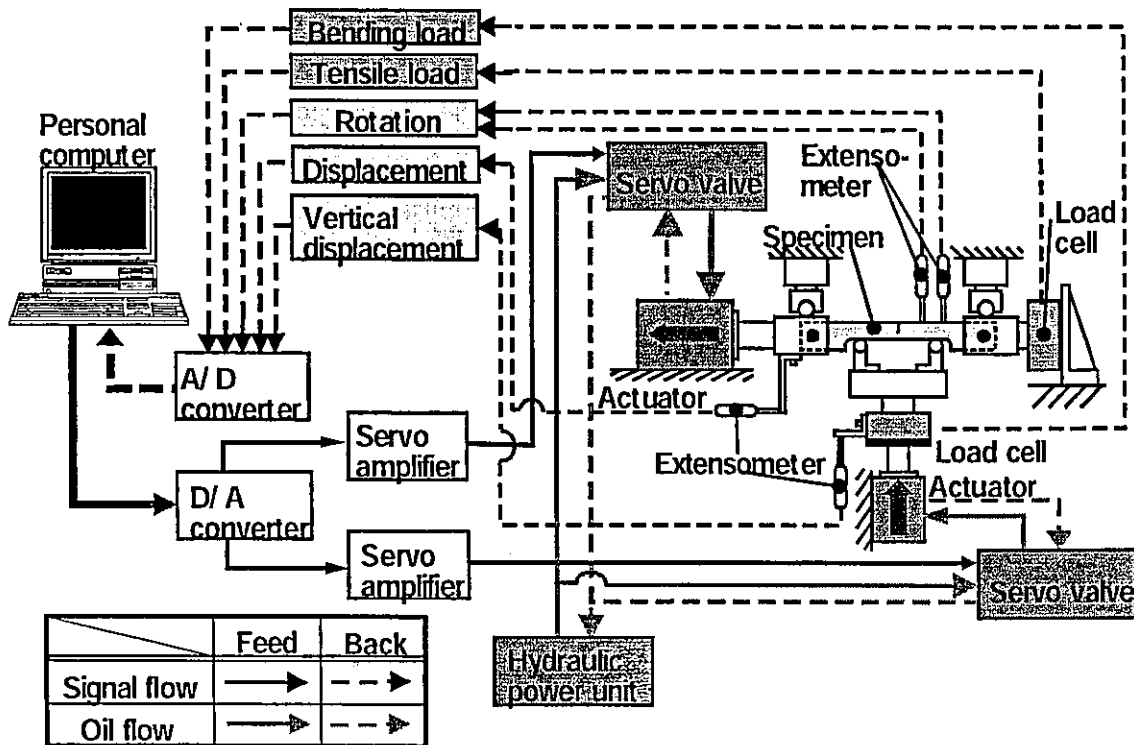 Bending load
Tensile load
Rotation
Displacement
Vertical
displacement
Personal
computer
Servo valve
Extenso-
meter
Load
cell
Specimen
A/D
converter
Actuator
Servo
amplifier
Extensometer
Load cell
Actuator
D/A
converter
Servo
amplifier
Servo valve
Hydraulic
power unit
Feed Back
Signal flow
Oil flow